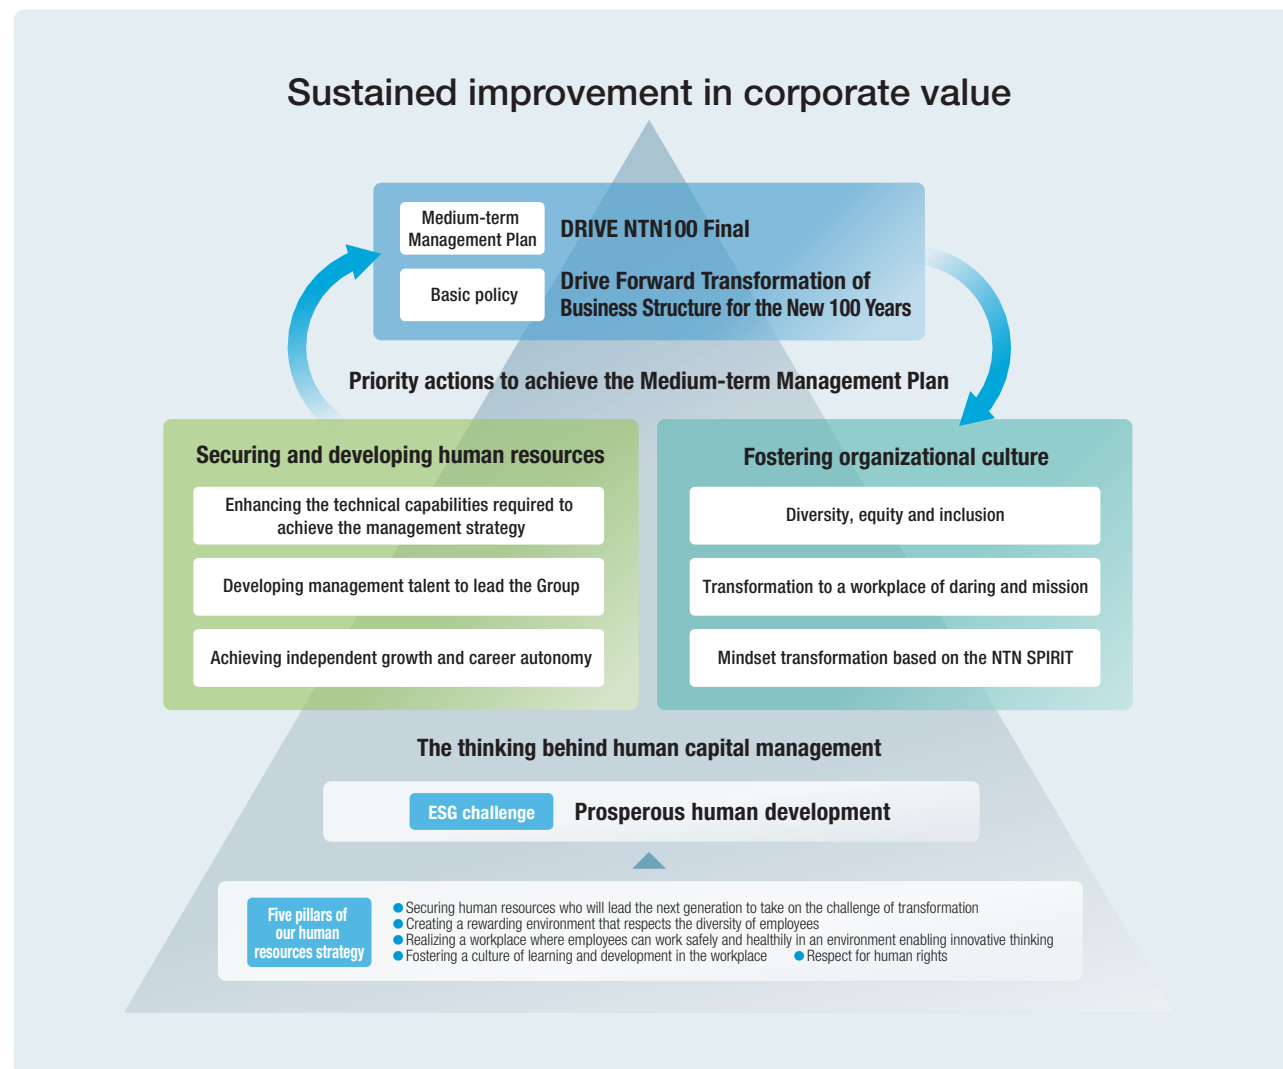 Sustained improvement in corporate value
Medium-term
Management Plan
DRIVE NTN100 Final
Basic policy
Drive Forward Transformation of
Business Structure for the New 100 Years
Priority actions to achieve the Medium-term Management Plan
Securing and developing human resources
Enhancing the technical capabilities required to
achieve the management strategy
Developing management talent to lead the Group
Achieving independent growth and career autonomy
Fostering organizational culture
Diversity, equity and inclusion
Transformation to a workplace of daring and mission
Mindset transformation based on the NTN SPIRIT
The thinking behind human capital management
ESG challenge
Prosperous human development
Five pillars of
our human
resources strategy
● Securing human resources who will lead the next generation to take on the challenge of transformation
● Creating a rewarding environment that respects the diversity of employees
● Realizing a workplace where employees can work safely and healthily in an environment enabling innovative thinking
● Fostering a culture of learning and development in the workplace ● Respect for human rights